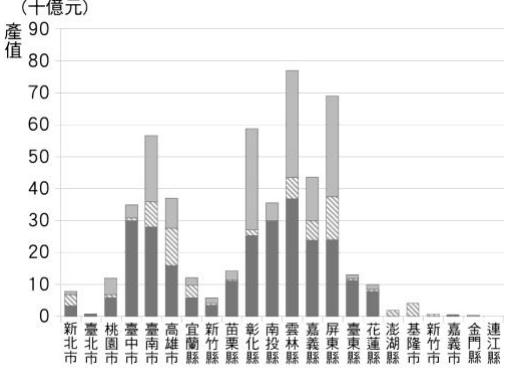 (十億元)
產值
90
80
70
60
50
40
30
20
10
0
新北市
臺北市
桃園市
臺中市
臺南市
高雄市
宜蘭縣
新竹縣
苗栗縣
彰化縣
南投縣
雲林縣
嘉義縣
屏東縣
臺東縣
花蓮縣
澎湖縣
基隆市
新竹市
嘉義市
金門縣
連江縣